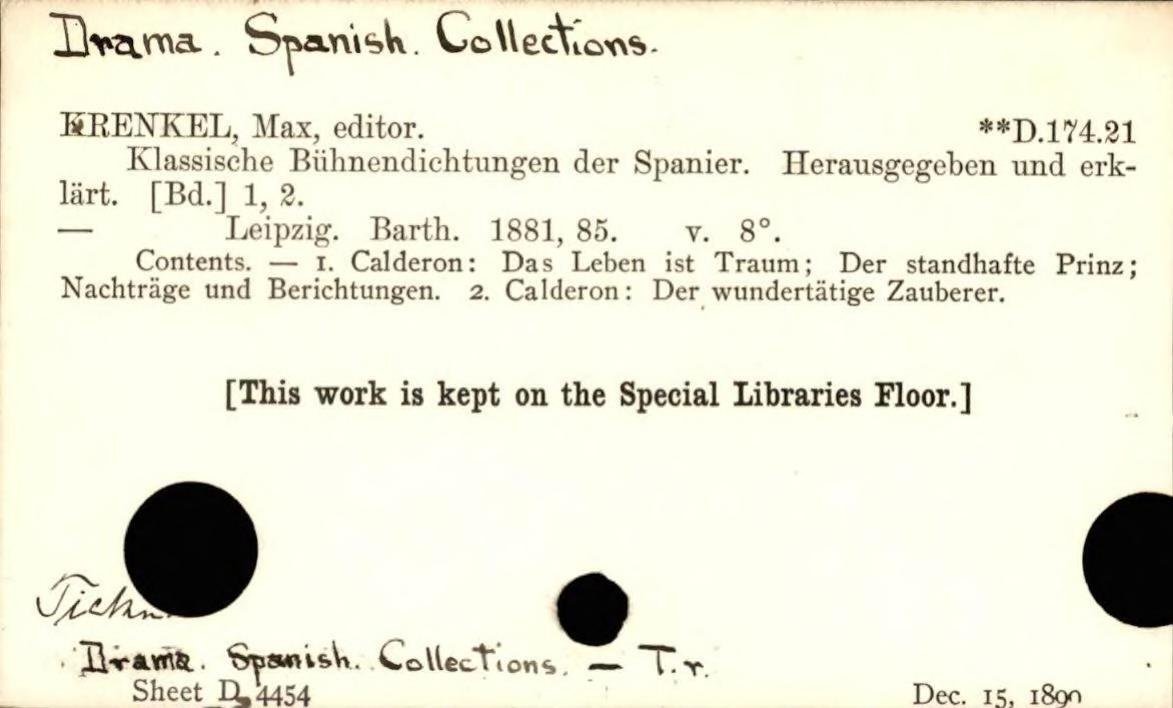 Drama. Spanish. Collections.
KRENKEL, Max, editor. **D.174.21
Klassische Bühnendichtungen der Spanier. Herausgegeben und erk-
lärt. [Bd.] 1, 2.
— Leipzig. Barth. 1881, 85. v. 8°.
Contents. — 1. Calderon: Das Leben ist Traum; Der standhafte Prinz;
Nachträge und Berichtungen. 2. Calderon: Der wundertätige Zauberer.
[This work is kept on the Special Libraries Floor.]
Drama. Spanish. Collections. — T.r.
Sheet D 4454 Dec. 15, 1890